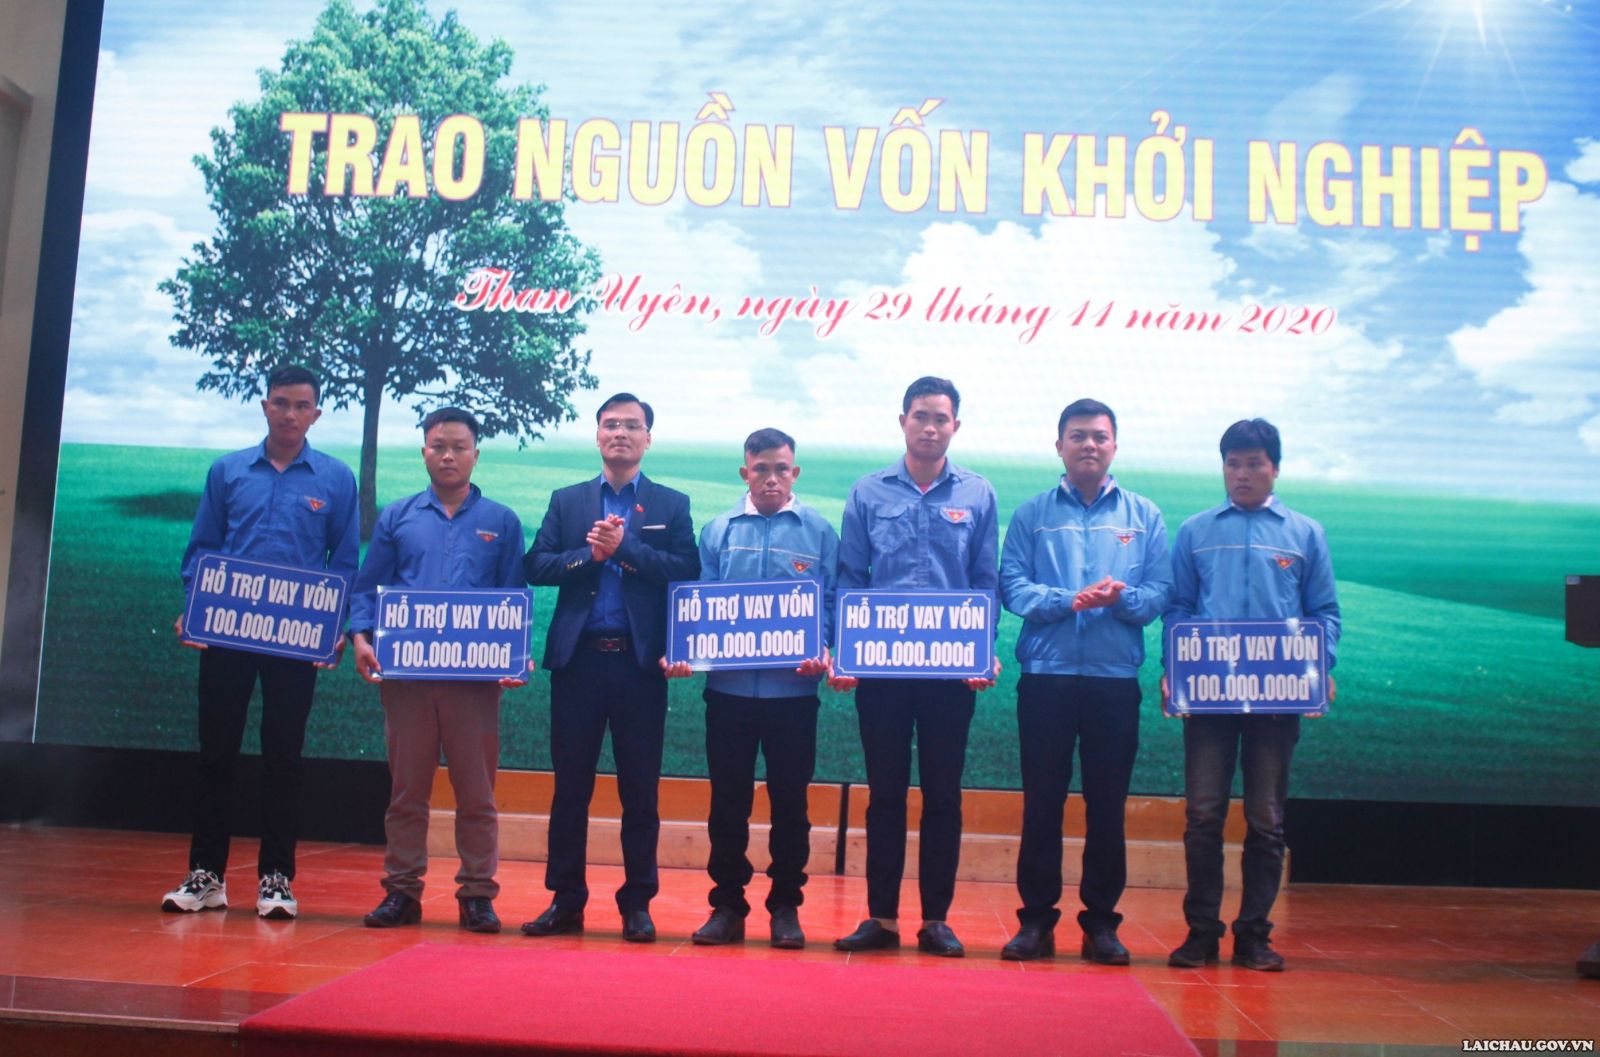 TRAO NGUỒN VỐN KHỞI NGHIỆP
Than Uyên, ngày 29 tháng 11 năm 2020
HỖ TRỢ VAY VỐN
100.000.000đ
HỖ TRỢ VAY VỐN
100.000.000đ
HỖ TRỢ VAY VỐN
100.000.000đ
HỖ TRỢ VAY VỐN
100.000.000đ
HỖ TRỢ VAY VỐN
100.000.000đ
LAICHAU.GOV.VN